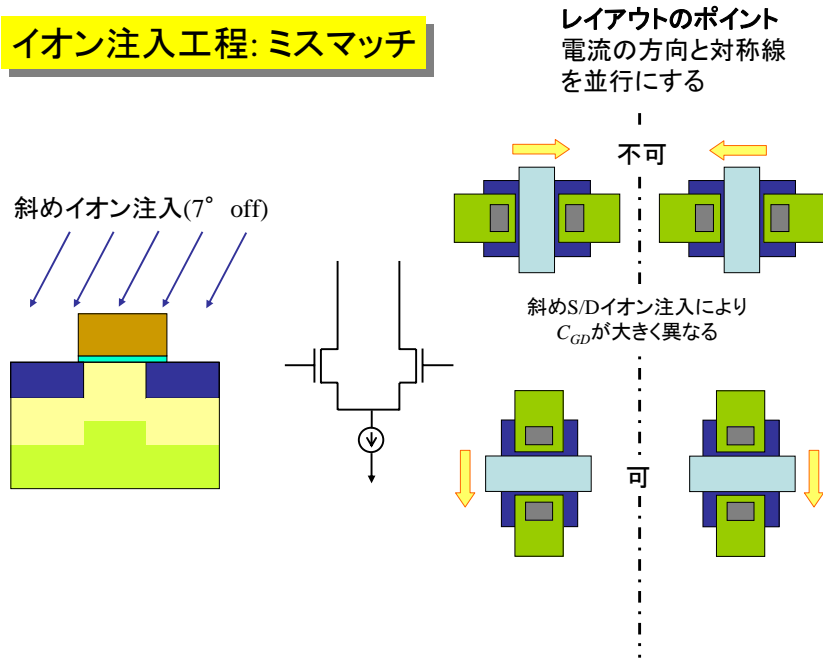 イオン注入工程: ミスマッチ
レイアウトのポイント
電流の方向と対称線
を並行にする
不可
斜めイオン注入(7° off)
斜めS/Dイオン注入により
CGDが大きく異なる
可